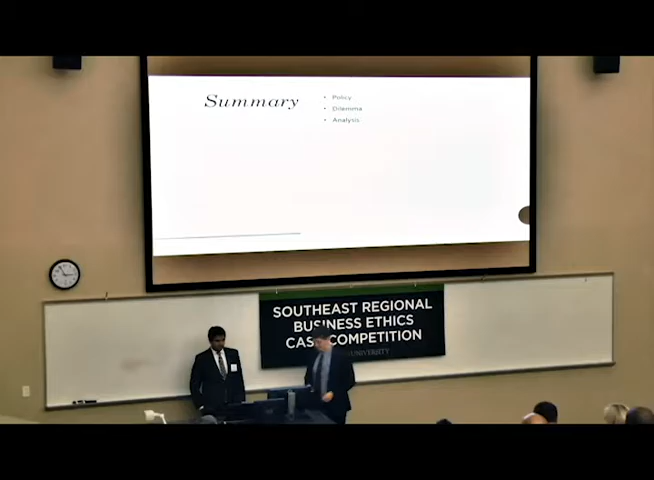 Summary
• Policy
• Dilemma
• Analysis
SOUTHEAST REGIONAL
BUSINESS ETHICS
CASE COMPETITION
UNIVERSITY